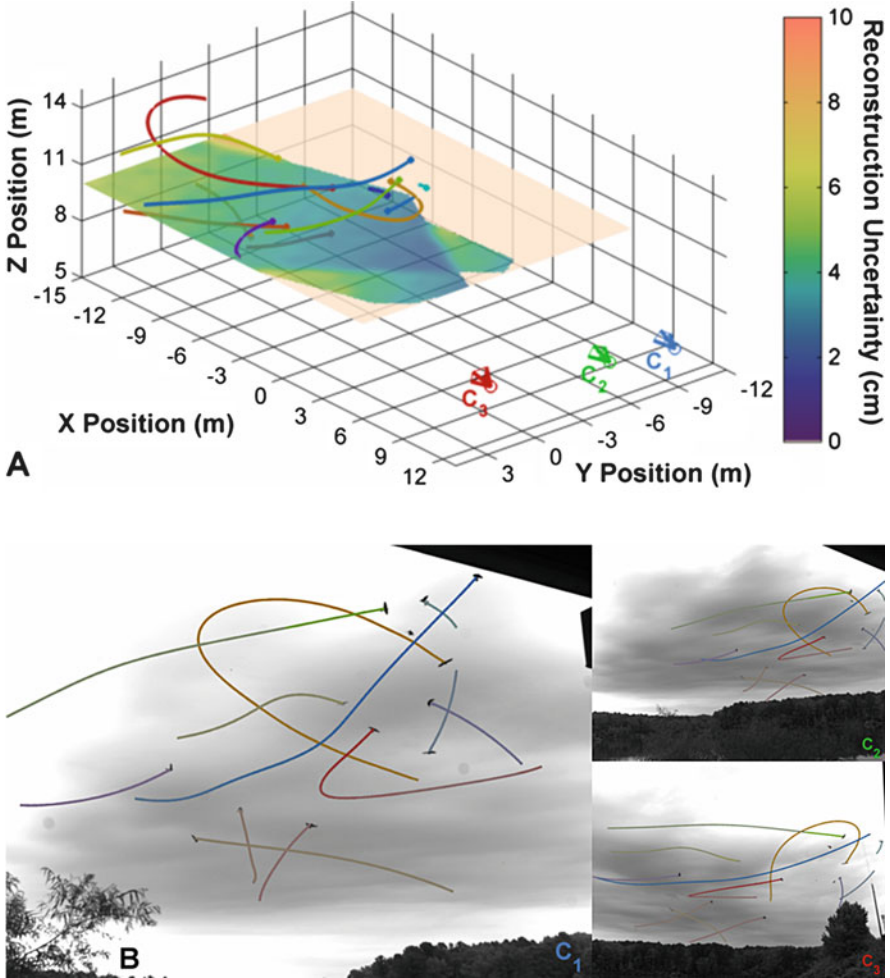 10
8
6
4
2
0
Reconstruction Uncertainty (cm)
14
11
8
5
Z Position (m)
-15
-12
-9
-6
-3
0
3
6
9
12
X Position (m)
3
0
-3
-6
-9
-12
Y Position (m)
C1
C2
C3
A
B
C1
C2
C3